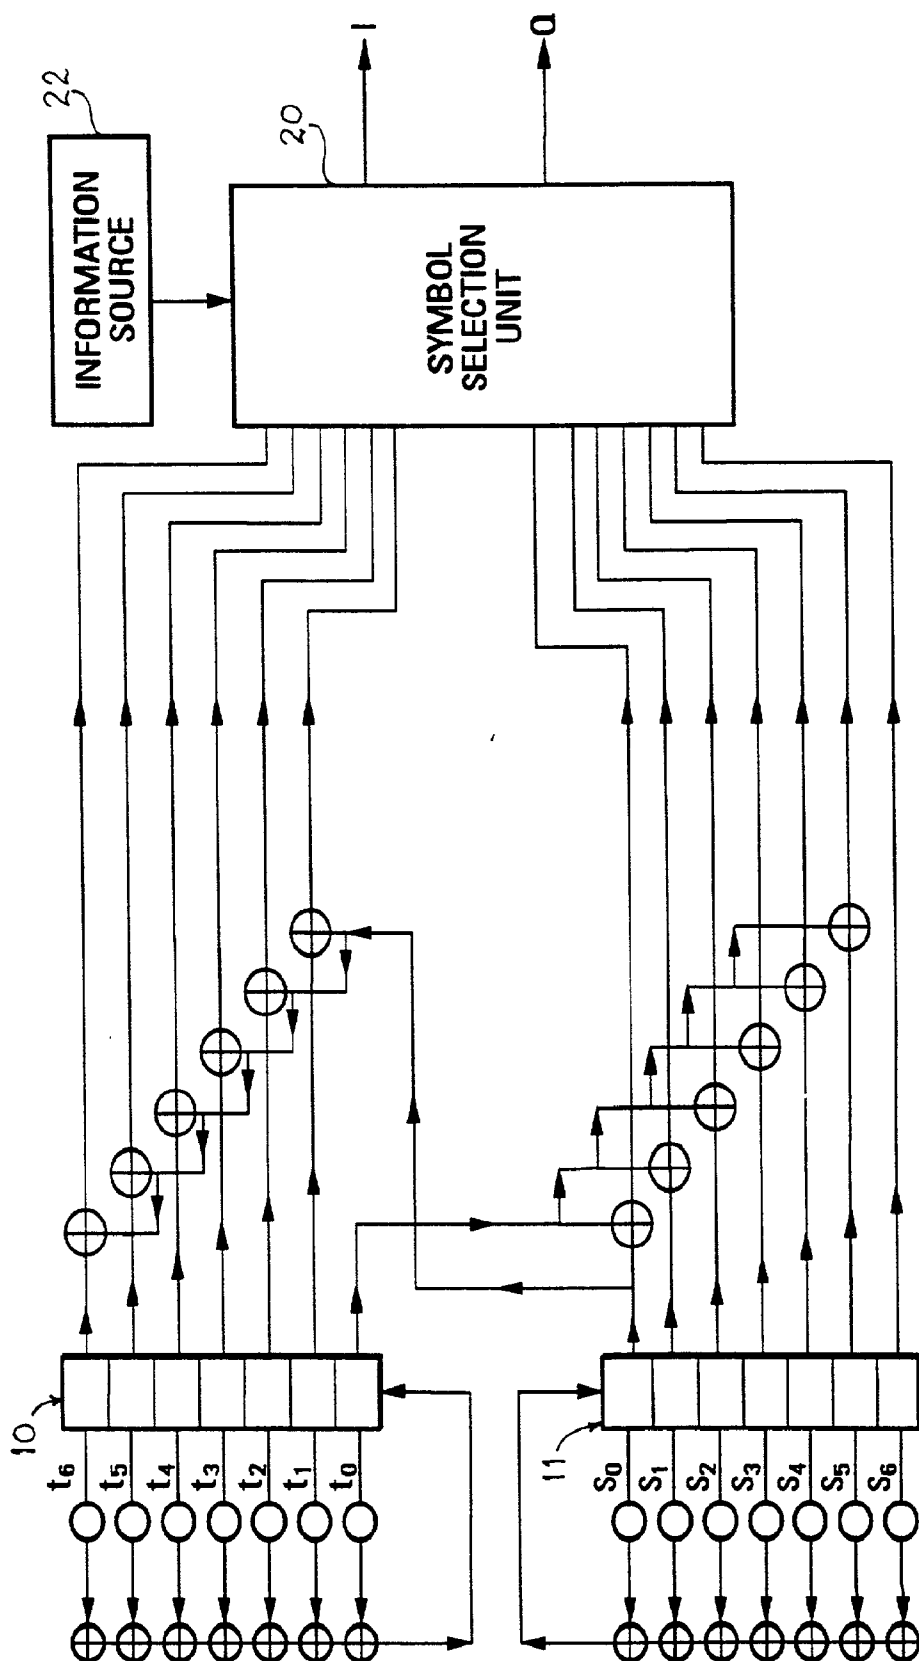 INFORMATION
SOURCE
22
SYMBOL
SELECTION
UNIT
20
I
Q
10
t6
t5
t4
t3
t2
t1
t0
11
S0
S1
S2
S3
S4
S5
S6